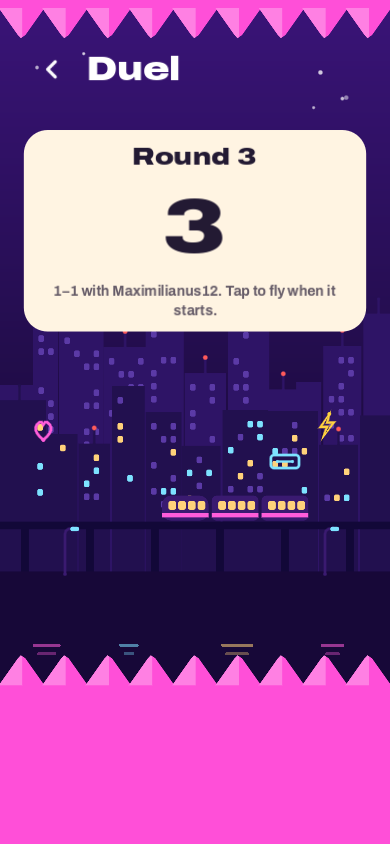 Duel
Round 3
3
1–1 with Maximilianus12. Tap to fly when it
starts.